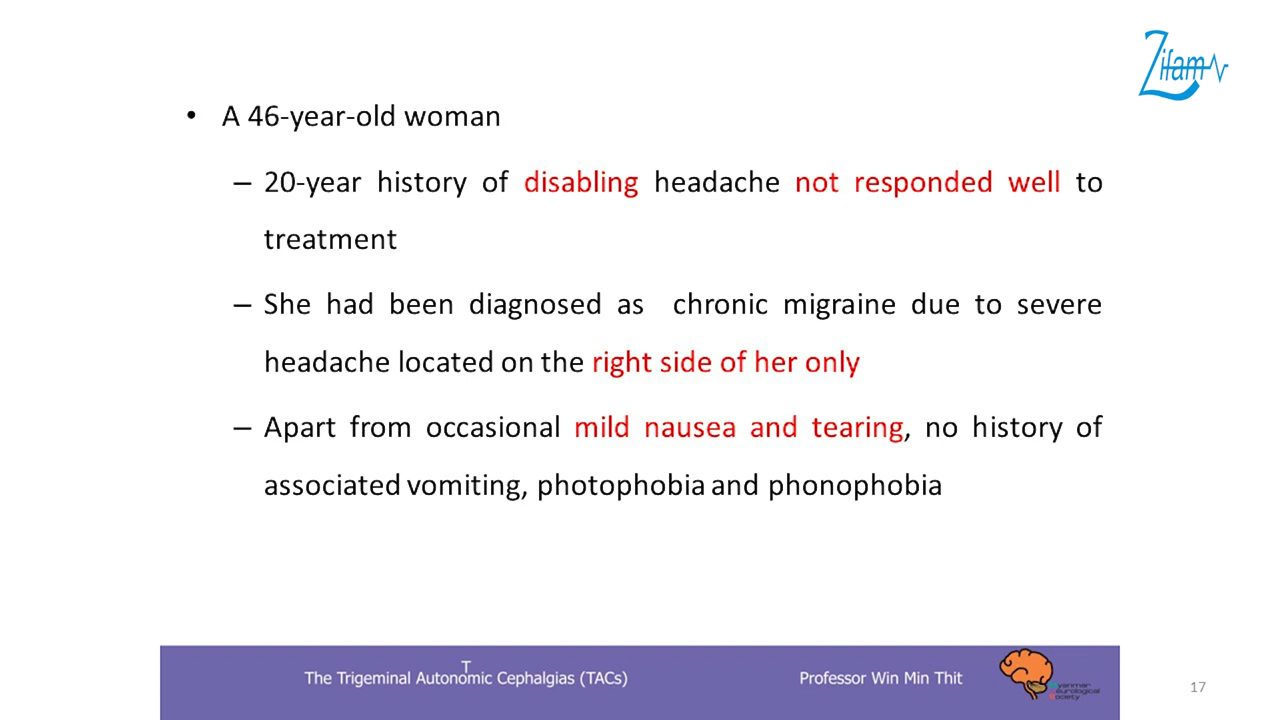 Zifam
• A 46-year-old woman
– 20-year history of disabling headache not responded well to
treatment
– She had been diagnosed as chronic migraine due to severe
headache located on the right side of her only
– Apart from occasional mild nausea and tearing, no history of
associated vomiting, photophobia and phonophobia
T
The Trigeminal Autonomic Cephalgias (TACs)
Professor Win Min Thit
Myanmar
Neurological
Society
17